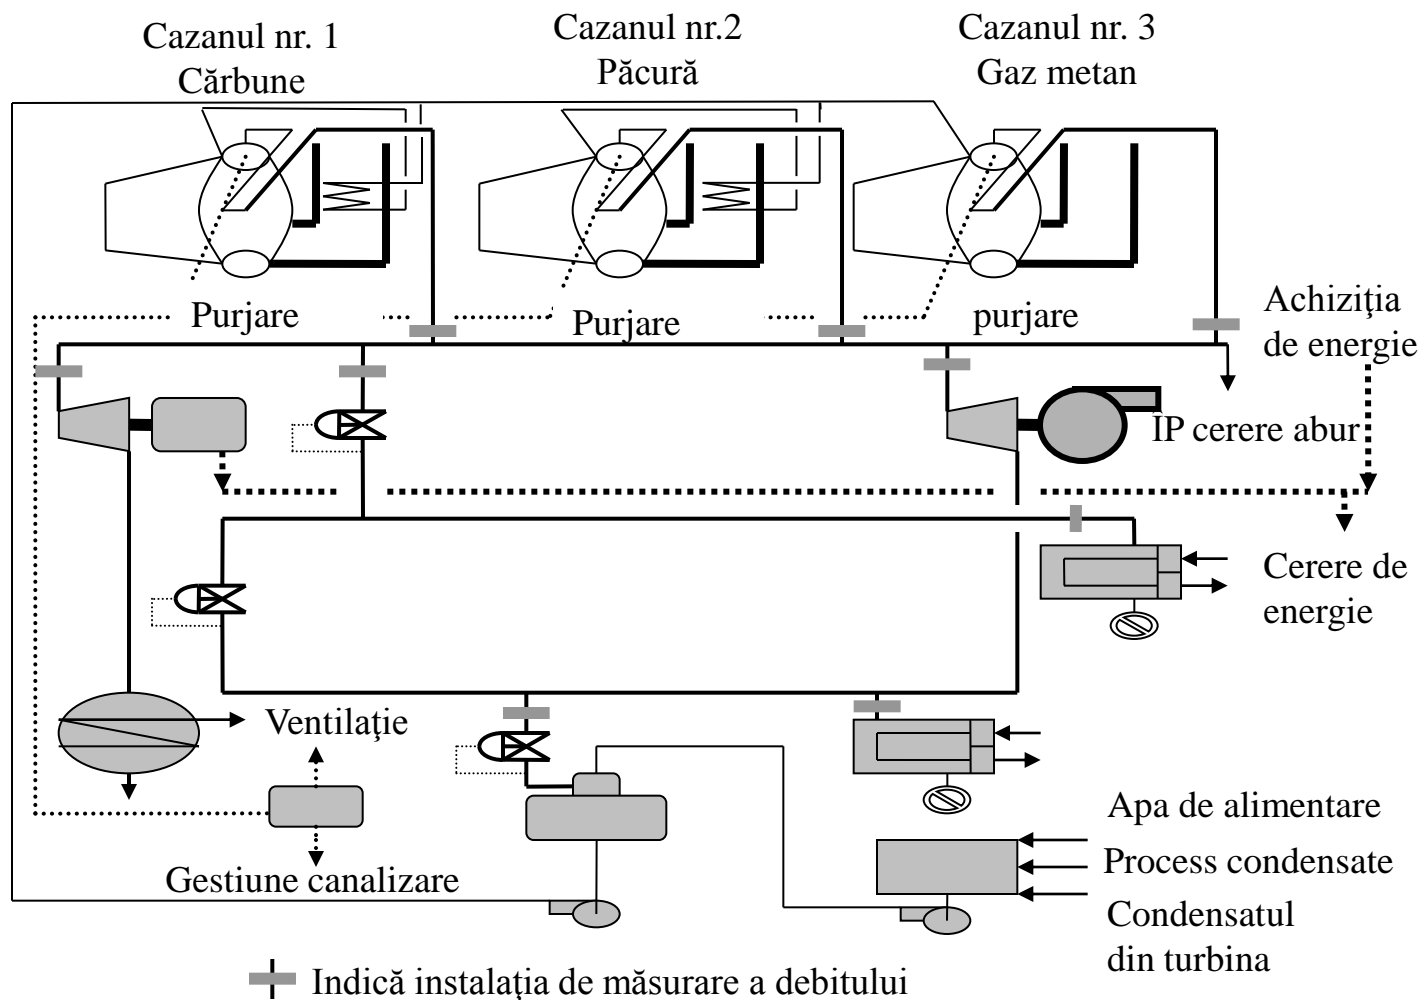 Cazanul nr. 1
Cărbune
Cazanul nr.2
Păcură
Cazanul nr. 3
Gaz metan
Purjare
Purjare
purjare
Achiziţia
de energie
ÎP cerere abur
Cerere de
energie
Ventilaţie
Gestiune canalizare
Apa de alimentare
Process condensate
Condensatul
din turbina
Indică instalaţia de măsurare a debitului